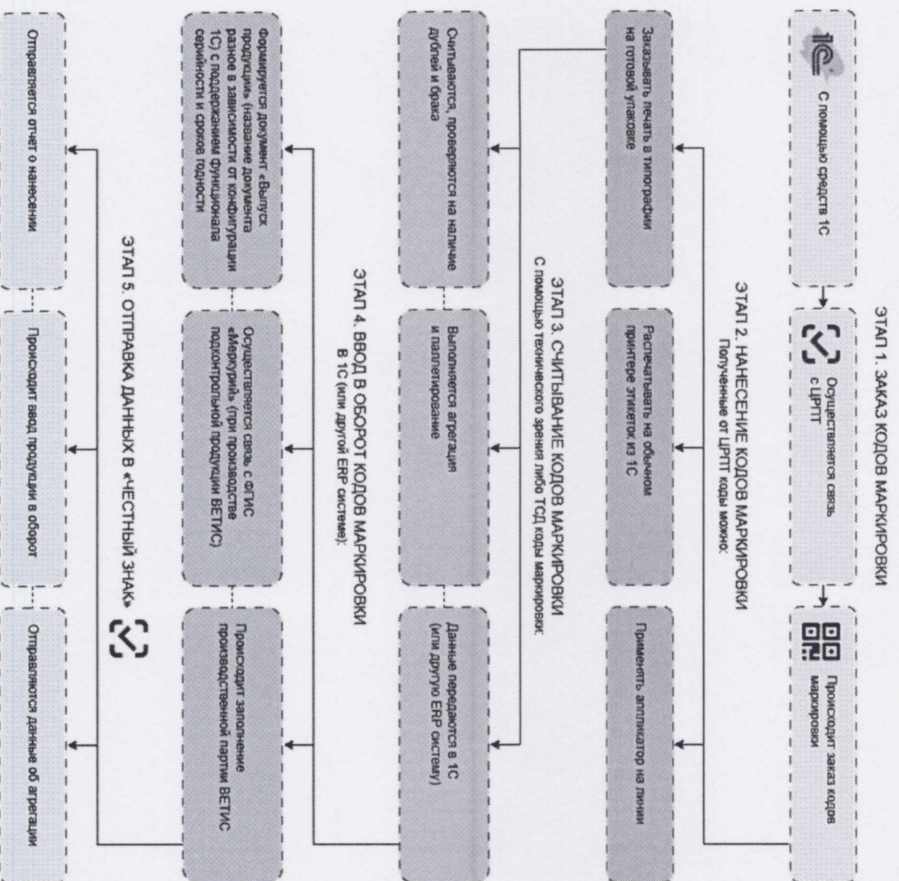 ЭТАП 1. ЗАКАЗ КОДОВ МАРКИРОВКИ
1С
С помощью средств 1С
Осуществляется связь
с ЦРПТ
Происходит заказ кодов
маркировки
ЭТАП 2. НАНЕСЕНИЕ КОДОВ МАРКИРОВКИ
Полученные от ЦРПТ коды можно:
Заказывать печать в типографии
на готовой упаковке
Распечатывать на обычном
принтере этикеток из 1С
Применять аппликатор на линии
ЭТАП 3. СЧИТЫВАНИЕ КОДОВ МАРКИРОВКИ
С помощью технического зрения либо ТСД коды маркировки:
Считываются, проверяются на наличие
дублей и брака
Выполняется агрегация
и паллетирование
Данные передаются в 1С
(или другую ERP систему)
ЭТАП 4. ВВОД В ОБОРОТ КОДОВ МАРКИРОВКИ
В 1С (или другой ERP системе):
Формируется документ «Выпуск
продукции» (название документа
разное в зависимости от конфигурации
1С) с поддержанием функционала
серийности и сроков годности
Осуществляется связь с ФГИС
«Меркурий» (при производстве
подконтрольной продукции ВЕТИС)
Происходит заполнение
производственной партии ВЕТИС
ЭТАП 5. ОТПРАВКА ДАННЫХ В «ЧЕСТНЫЙ ЗНАК»
Отправляется отчет о нанесении
Происходит ввод продукции в оборот
Отправляются данные об агрегации